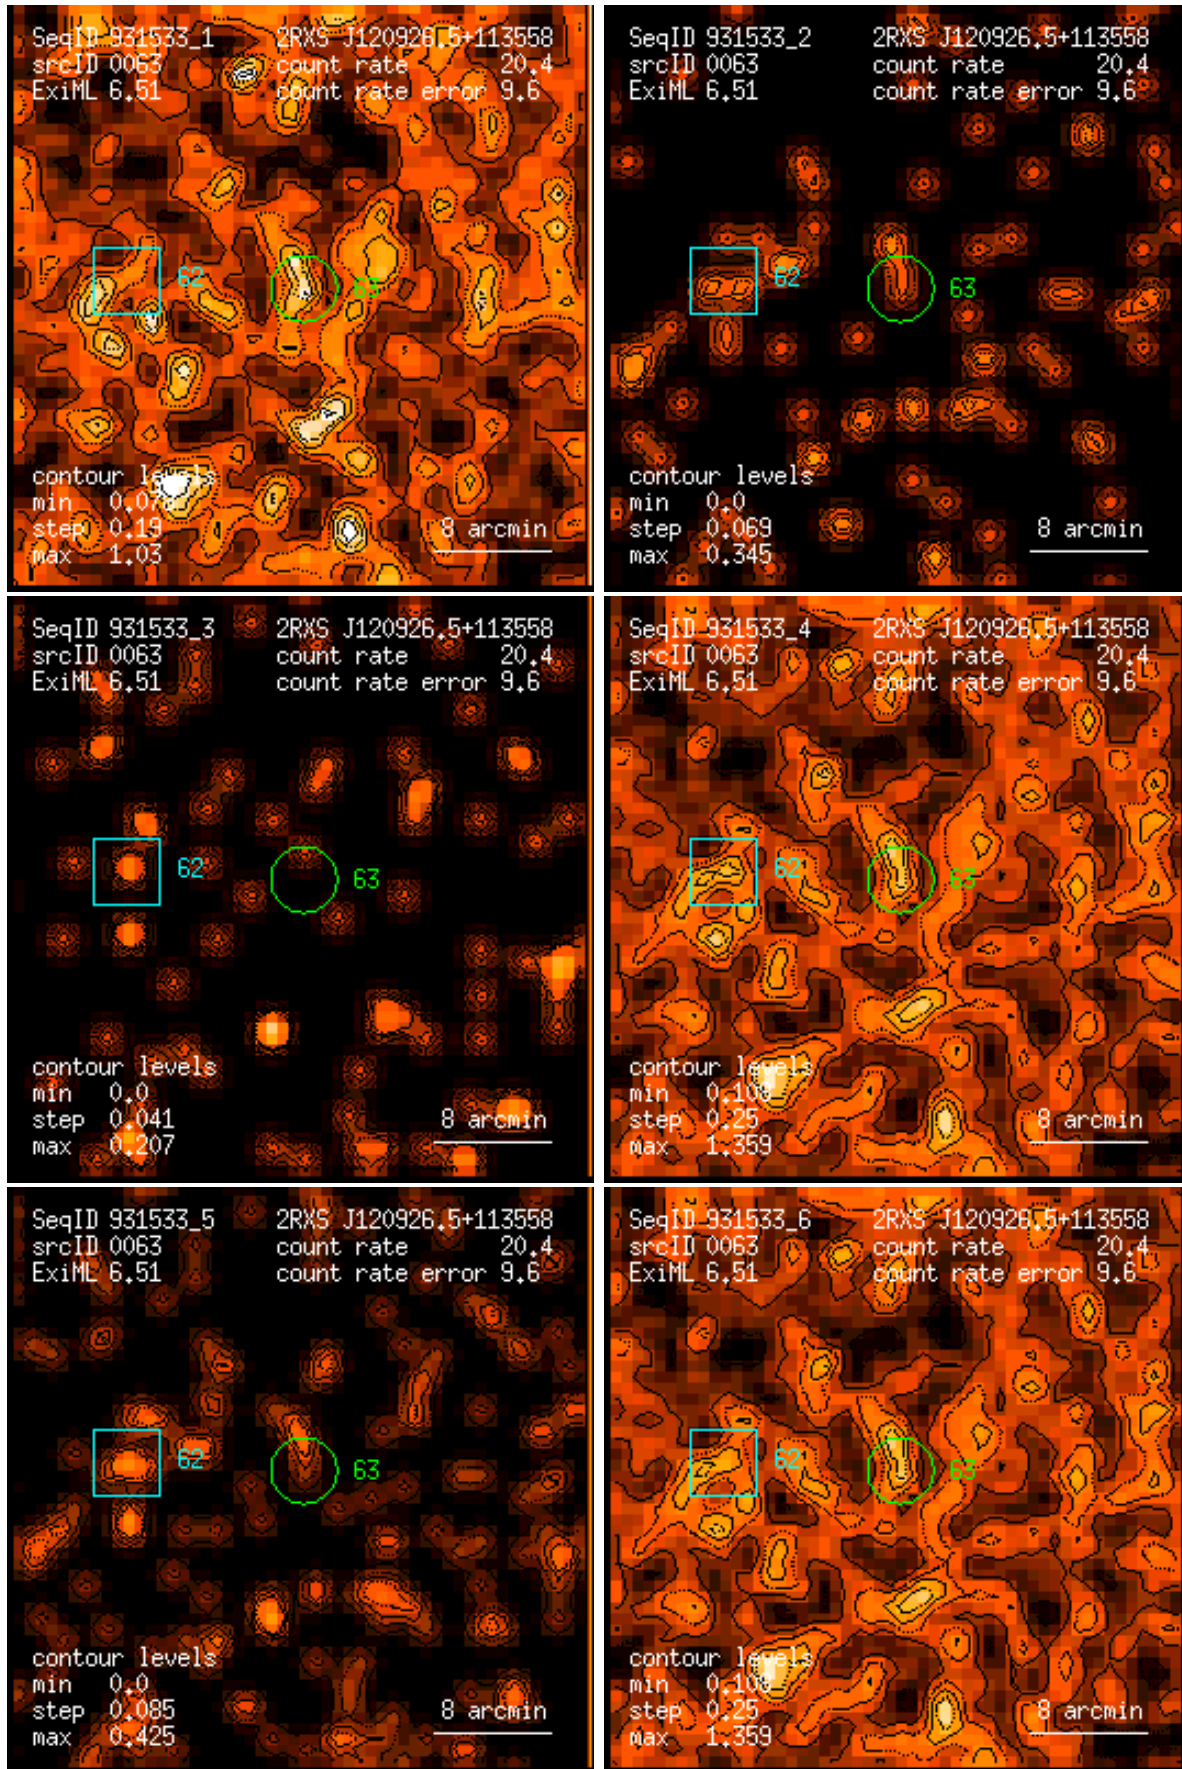 SeqID 931533_1 2RXS J120926.5+113558
srcID 0063 count rate 20.4
ExiML 6.51 count rate error 9.6
62
63
contour levels
min 0.078
step 0.19
max 1.03
8 arcmin
SeqID 931533_2 2RXS J120926.5+113558
srcID 0063 count rate 20.4
ExiML 6.51 count rate error 9.6
62
63
contour levels
min 0.0
step 0.069
max 0.345
8 arcmin
SeqID 931533_3 2RXS J120926.5+113558
srcID 0063 count rate 20.4
ExiML 6.51 count rate error 9.6
62
63
contour levels
min 0.0
step 0.041
max 0.207
8 arcmin
SeqID 931533_4 2RXS J120926.5+113558
srcID 0063 count rate 20.4
ExiML 6.51 count rate error 9.6
62
63
contour levels
min 0.109
step 0.25
max 1.359
8 arcmin
SeqID 931533_5 2RXS J120926.5+113558
srcID 0063 count rate 20.4
ExiML 6.51 count rate error 9.6
62
63
contour levels
min 0.0
step 0.085
max 0.425
8 arcmin
SeqID 931533_6 2RXS J120926.5+113558
srcID 0063 count rate 20.4
ExiML 6.51 count rate error 9.6
62
63
contour levels
min 0.109
step 0.25
max 1.359
8 arcmin